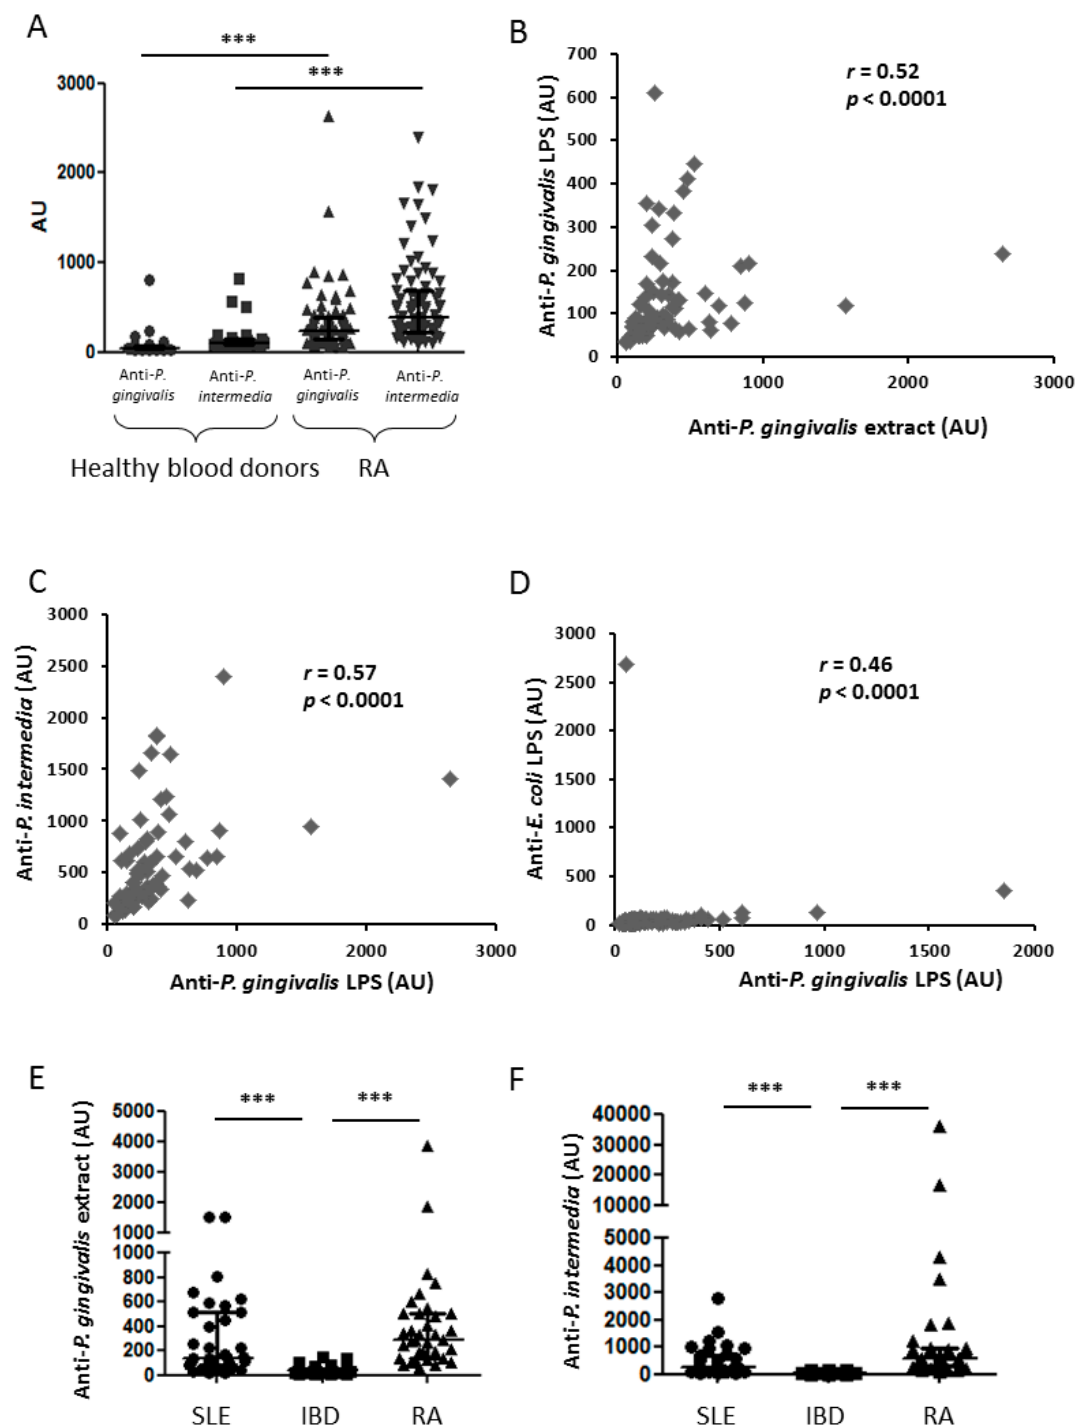 A
***
***
3000
2000
1000
0
AU
Anti-P. gingivalis
Anti-P. intermedia
Anti-P. gingivalis
Anti-P. intermedia
Healthy blood donors
RA
B
700
600
500
400
300
200
100
0
Anti-P. gingivalis LPS (AU)
r = 0.52
p < 0.0001
0
1000
2000
3000
Anti-P. gingivalis extract (AU)
C
3000
2500
2000
1500
1000
500
0
Anti-P. intermedia (AU)
r = 0.57
p < 0.0001
0
1000
2000
3000
Anti-P. gingivalis LPS (AU)
D
3000
2500
2000
1500
1000
500
0
Anti-E. coli LPS (AU)
r = 0.46
p < 0.0001
0
500
1000
1500
2000
Anti-P. gingivalis LPS (AU)
E
***
***
5000
4000
3000
2000
1000
1000
800
600
400
200
0
Anti-P. gingivalis extract (AU)
SLE
IBD
RA
F
***
***
40000
30000
20000
10000
5000
4000
3000
2000
1000
0
Anti-P. intermedia (AU)
SLE
IBD
RA